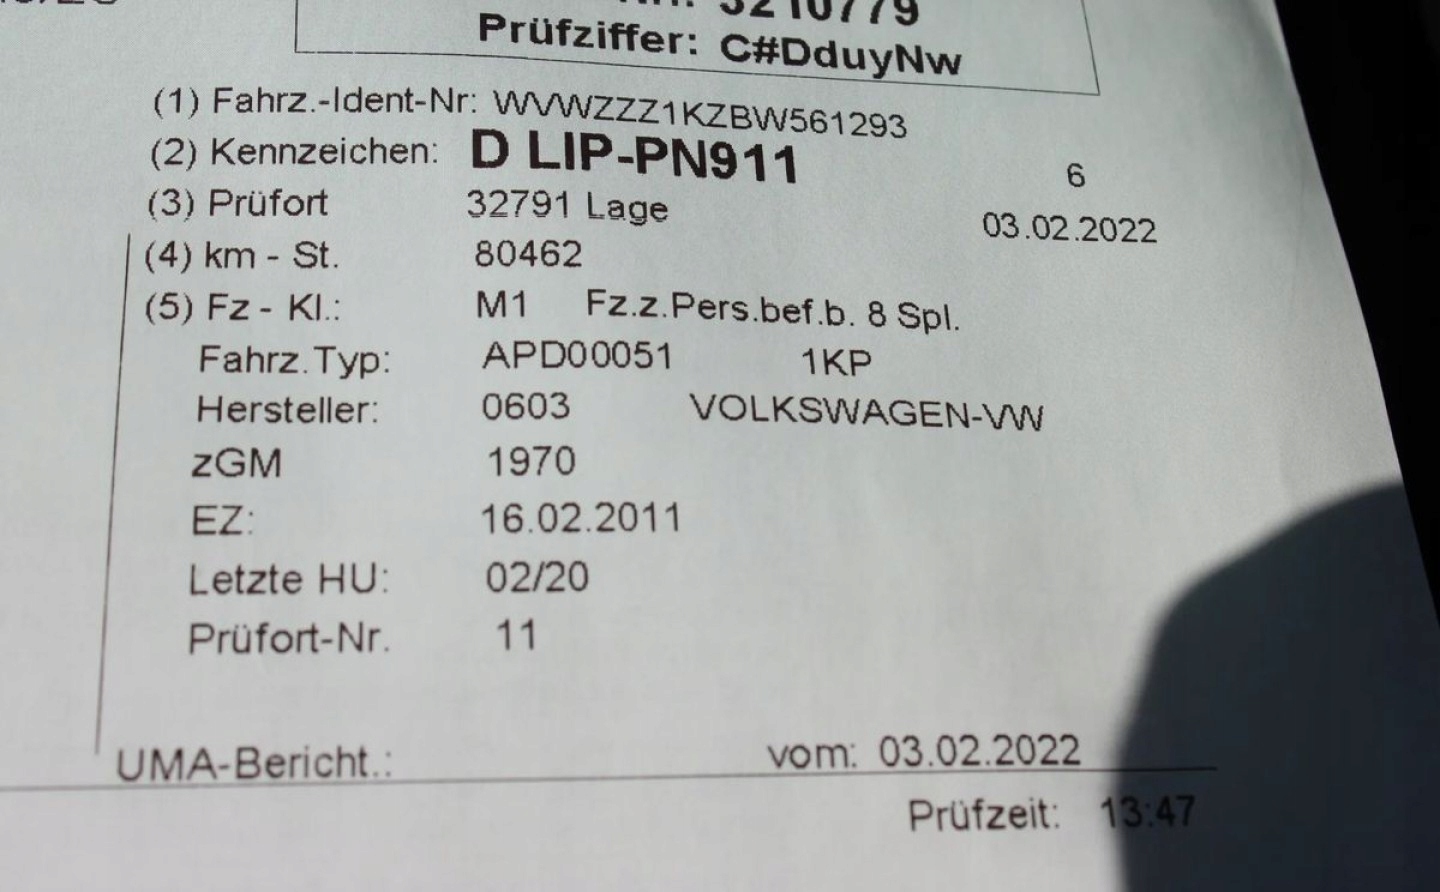 3210779
Prüfziffer: C#DduyNw
(1) Fahrz.-Ident-Nr: WVWZZZ1KZBW561293
(2) Kennzeichen: D LIP-PN911
6
(3) Prüfort 32791 Lage 03.02.2022
(4) km - St. 80462
(5) Fz - Kl.: M1 Fz.z.Pers.bef.b. 8 Spl.
Fahrz.Typ: APD00051 1KP
Hersteller: 0603 VOLKSWAGEN-VW
zGM 1970
EZ: 16.02.2011
Letzte HU: 02/20
Prüfort-Nr. 11
UMA-Bericht.: vom: 03.02.2022
Prüfzeit: 13:47